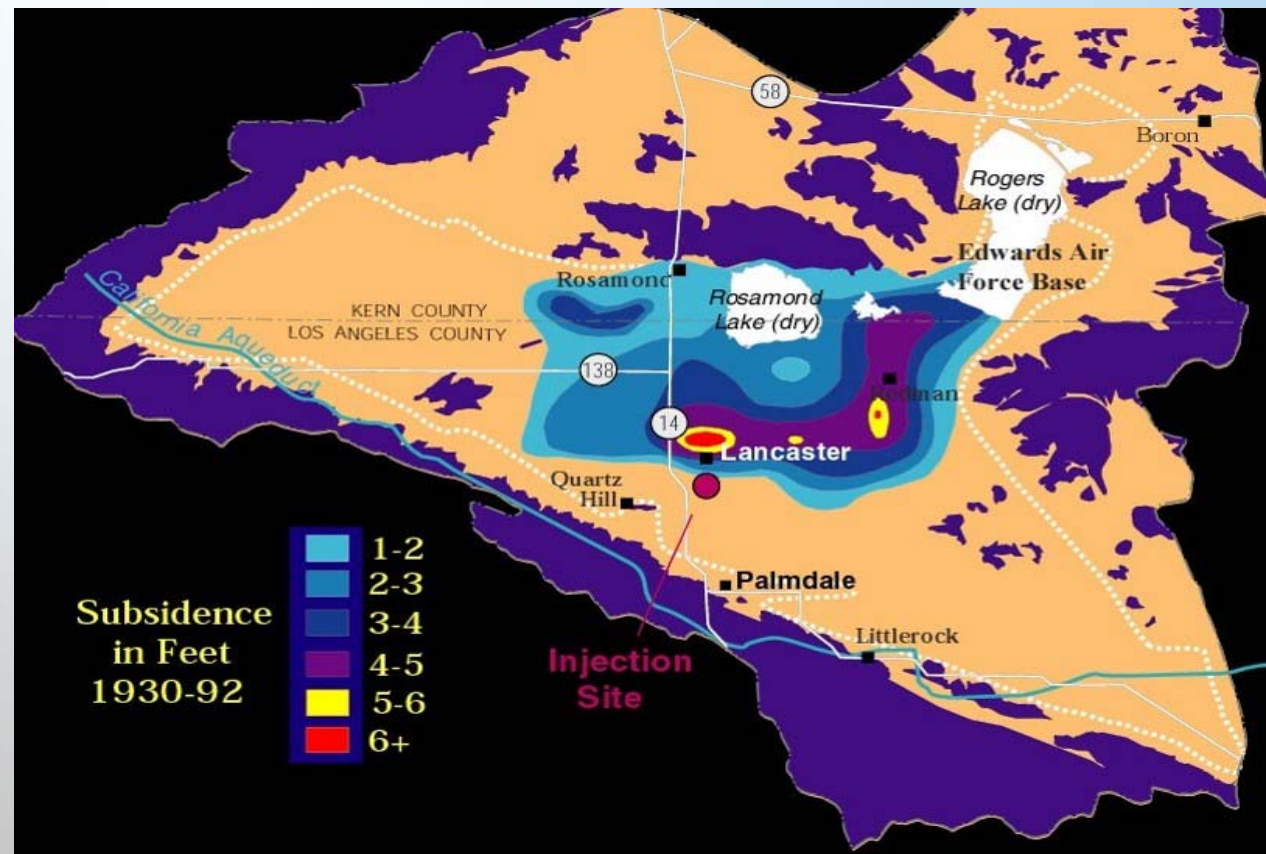 58
Boron
Rogers
Lake (dry)
Edwards Air
Force Base
Rosamond
Rosamond
Lake (dry)
California Aqueduct
KERN COUNTY
LOS ANGELES COUNTY
138
Redman
14
Lancaster
Quartz
Hill
Palmdale
Littlerock
Injection
Site
Subsidence
in Feet
1930-92
1-2
2-3
3-4
4-5
5-6
6+